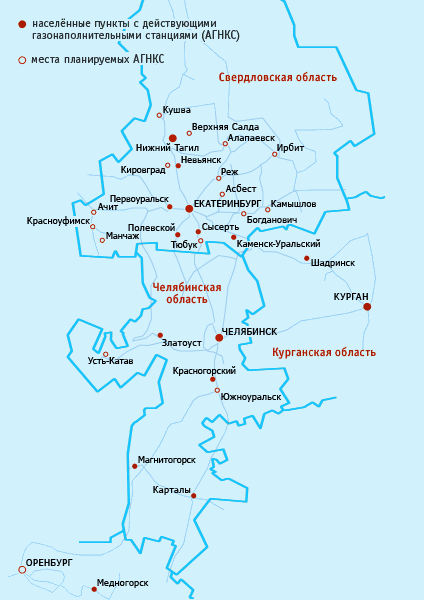 населённые пункты с действующими
газонаполнительными станциями (АГНКС)
места планируемых АГНКС
Свердловская область
Кушва
Верхняя Салда
Алапаевск
Нижний Тагил
Ирбит
Невьянск
Кировград
Реж
Асбест
Первоуральск
ЕКАТЕРИНБУРГ
Камышлов
Ачит
Богданович
Красноуфимск
Полевской
Сысерть
Манчаж
Тюбук
Каменск-Уральский
Шадринск
Челябинская
область
КУРГАН
ЧЕЛЯБИНСК
Златоуст
Курганская область
Усть-Катав
Красногорский
Южноуральск
Магнитогорск
Карталы
ОРЕНБУРГ
Медногорск